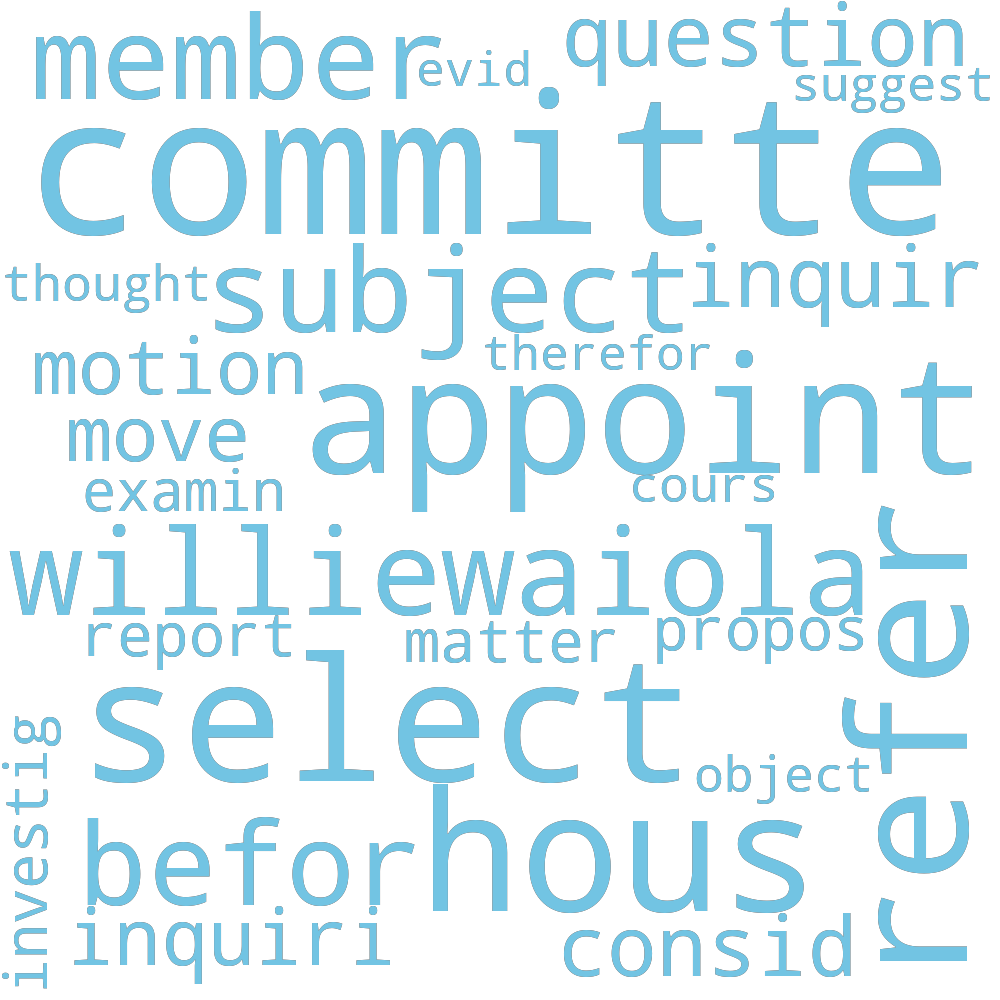 member
evid
question
suggest
committe
thought
subject
inquir
motion
therefor
appoint
move
examin
cours
williewaiola
refer
report
matter
propos
select
investig
object
befor
hous
inquiri
consid